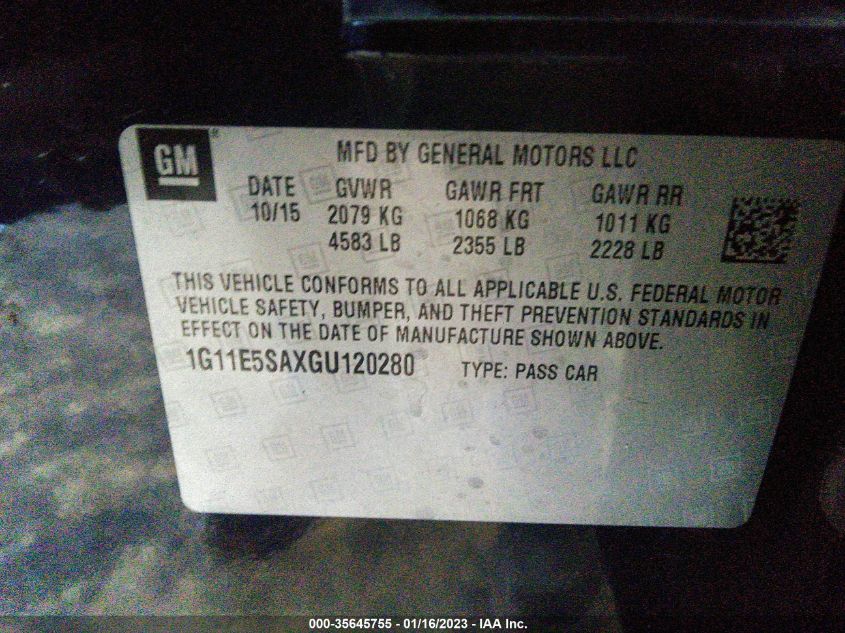 GM®
MFD BY GENERAL MOTORS LLC
DATE GVWR GAWR FRT GAWR RR
10/15 2079 KG 1068 KG 1011 KG
4583 LB 2355 LB 2228 LB
THIS VEHICLE CONFORMS TO ALL APPLICABLE U.S. FEDERAL MOTOR
VEHICLE SAFETY, BUMPER, AND THEFT PREVENTION STANDARDS IN
EFFECT ON THE DATE OF MANUFACTURE SHOWN ABOVE.
1G11E5SAXGU120280 TYPE: PASS CAR
000-35645755 - 01/16/2023 - IAA Inc.